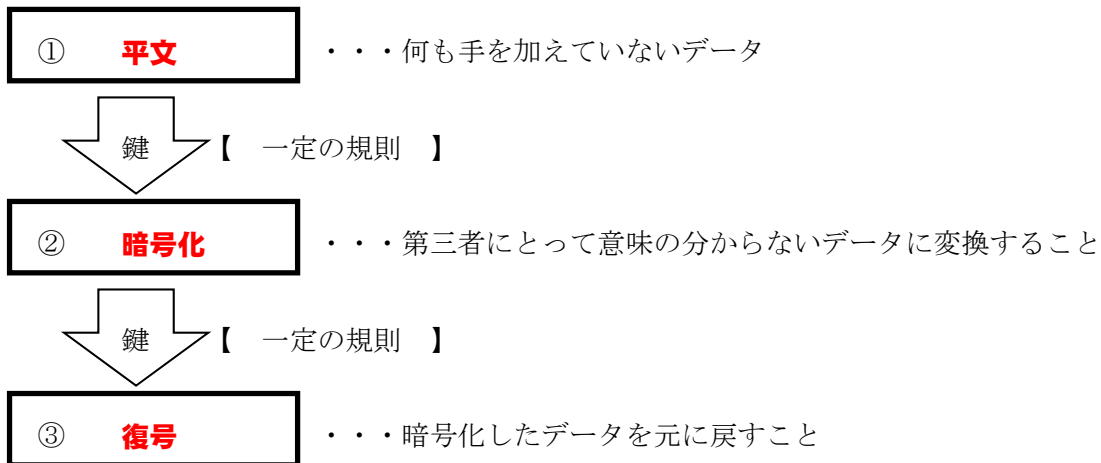 ① 平文 ・・・何も手を加えていないデータ
鍵 【 一定の規則 】
② 暗号化 ・・・第三者にとって意味の分からないデータに変換すること
鍵 【 一定の規則 】
③ 復号 ・・・暗号化したデータを元に戻すこと